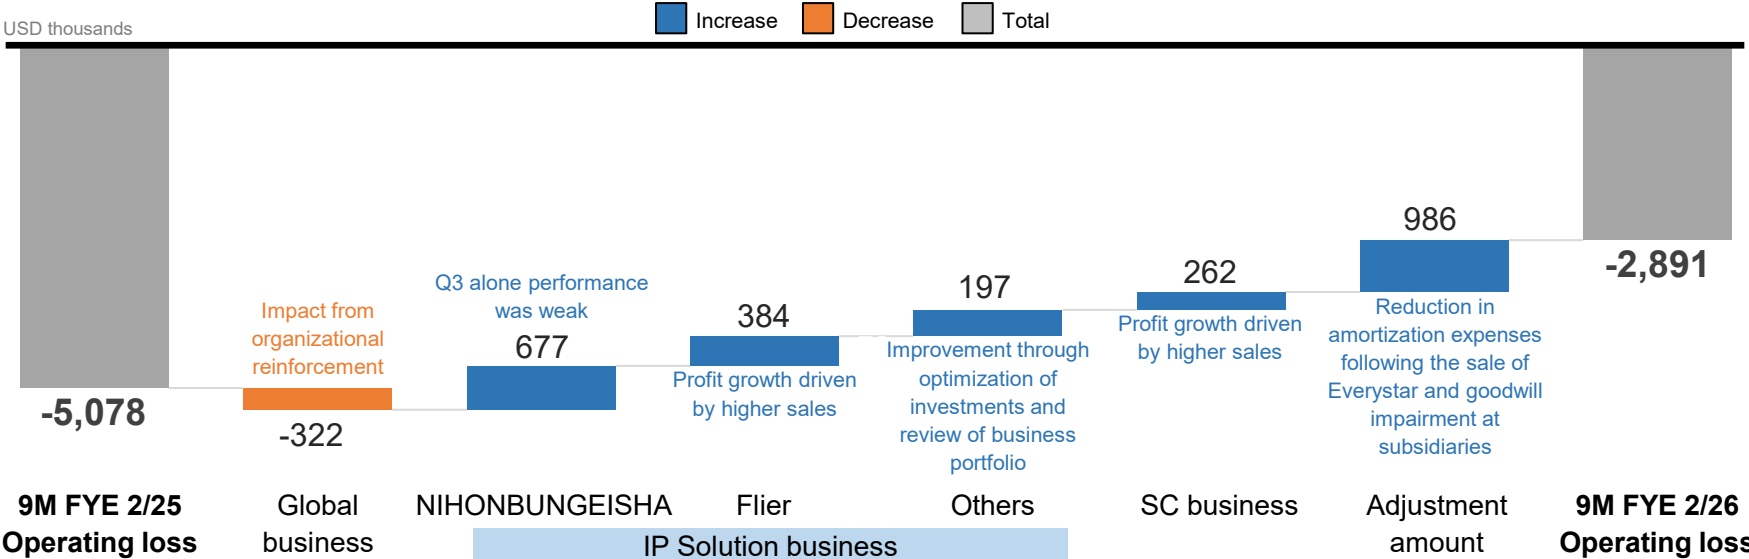 USD thousands
Increase
Decrease
Total
-5,078
Impact from
organizational
reinforcement
-322
Q3 alone performance
was weak
677
384
Profit growth driven
by higher sales
197
Improvement through
optimization of
investments and
review of business
portfolio
262
Profit growth driven
by higher sales
986
Reduction in
amortization expenses
following the sale of
Everystar and goodwill
impairment at
subsidiaries
-2,891
9M FYE 2/25
Operating loss
Global
business
NIHONBUNGEISHA
Flier
Others
IP Solution business
SC business
Adjustment
amount
9M FYE 2/26
Operating loss